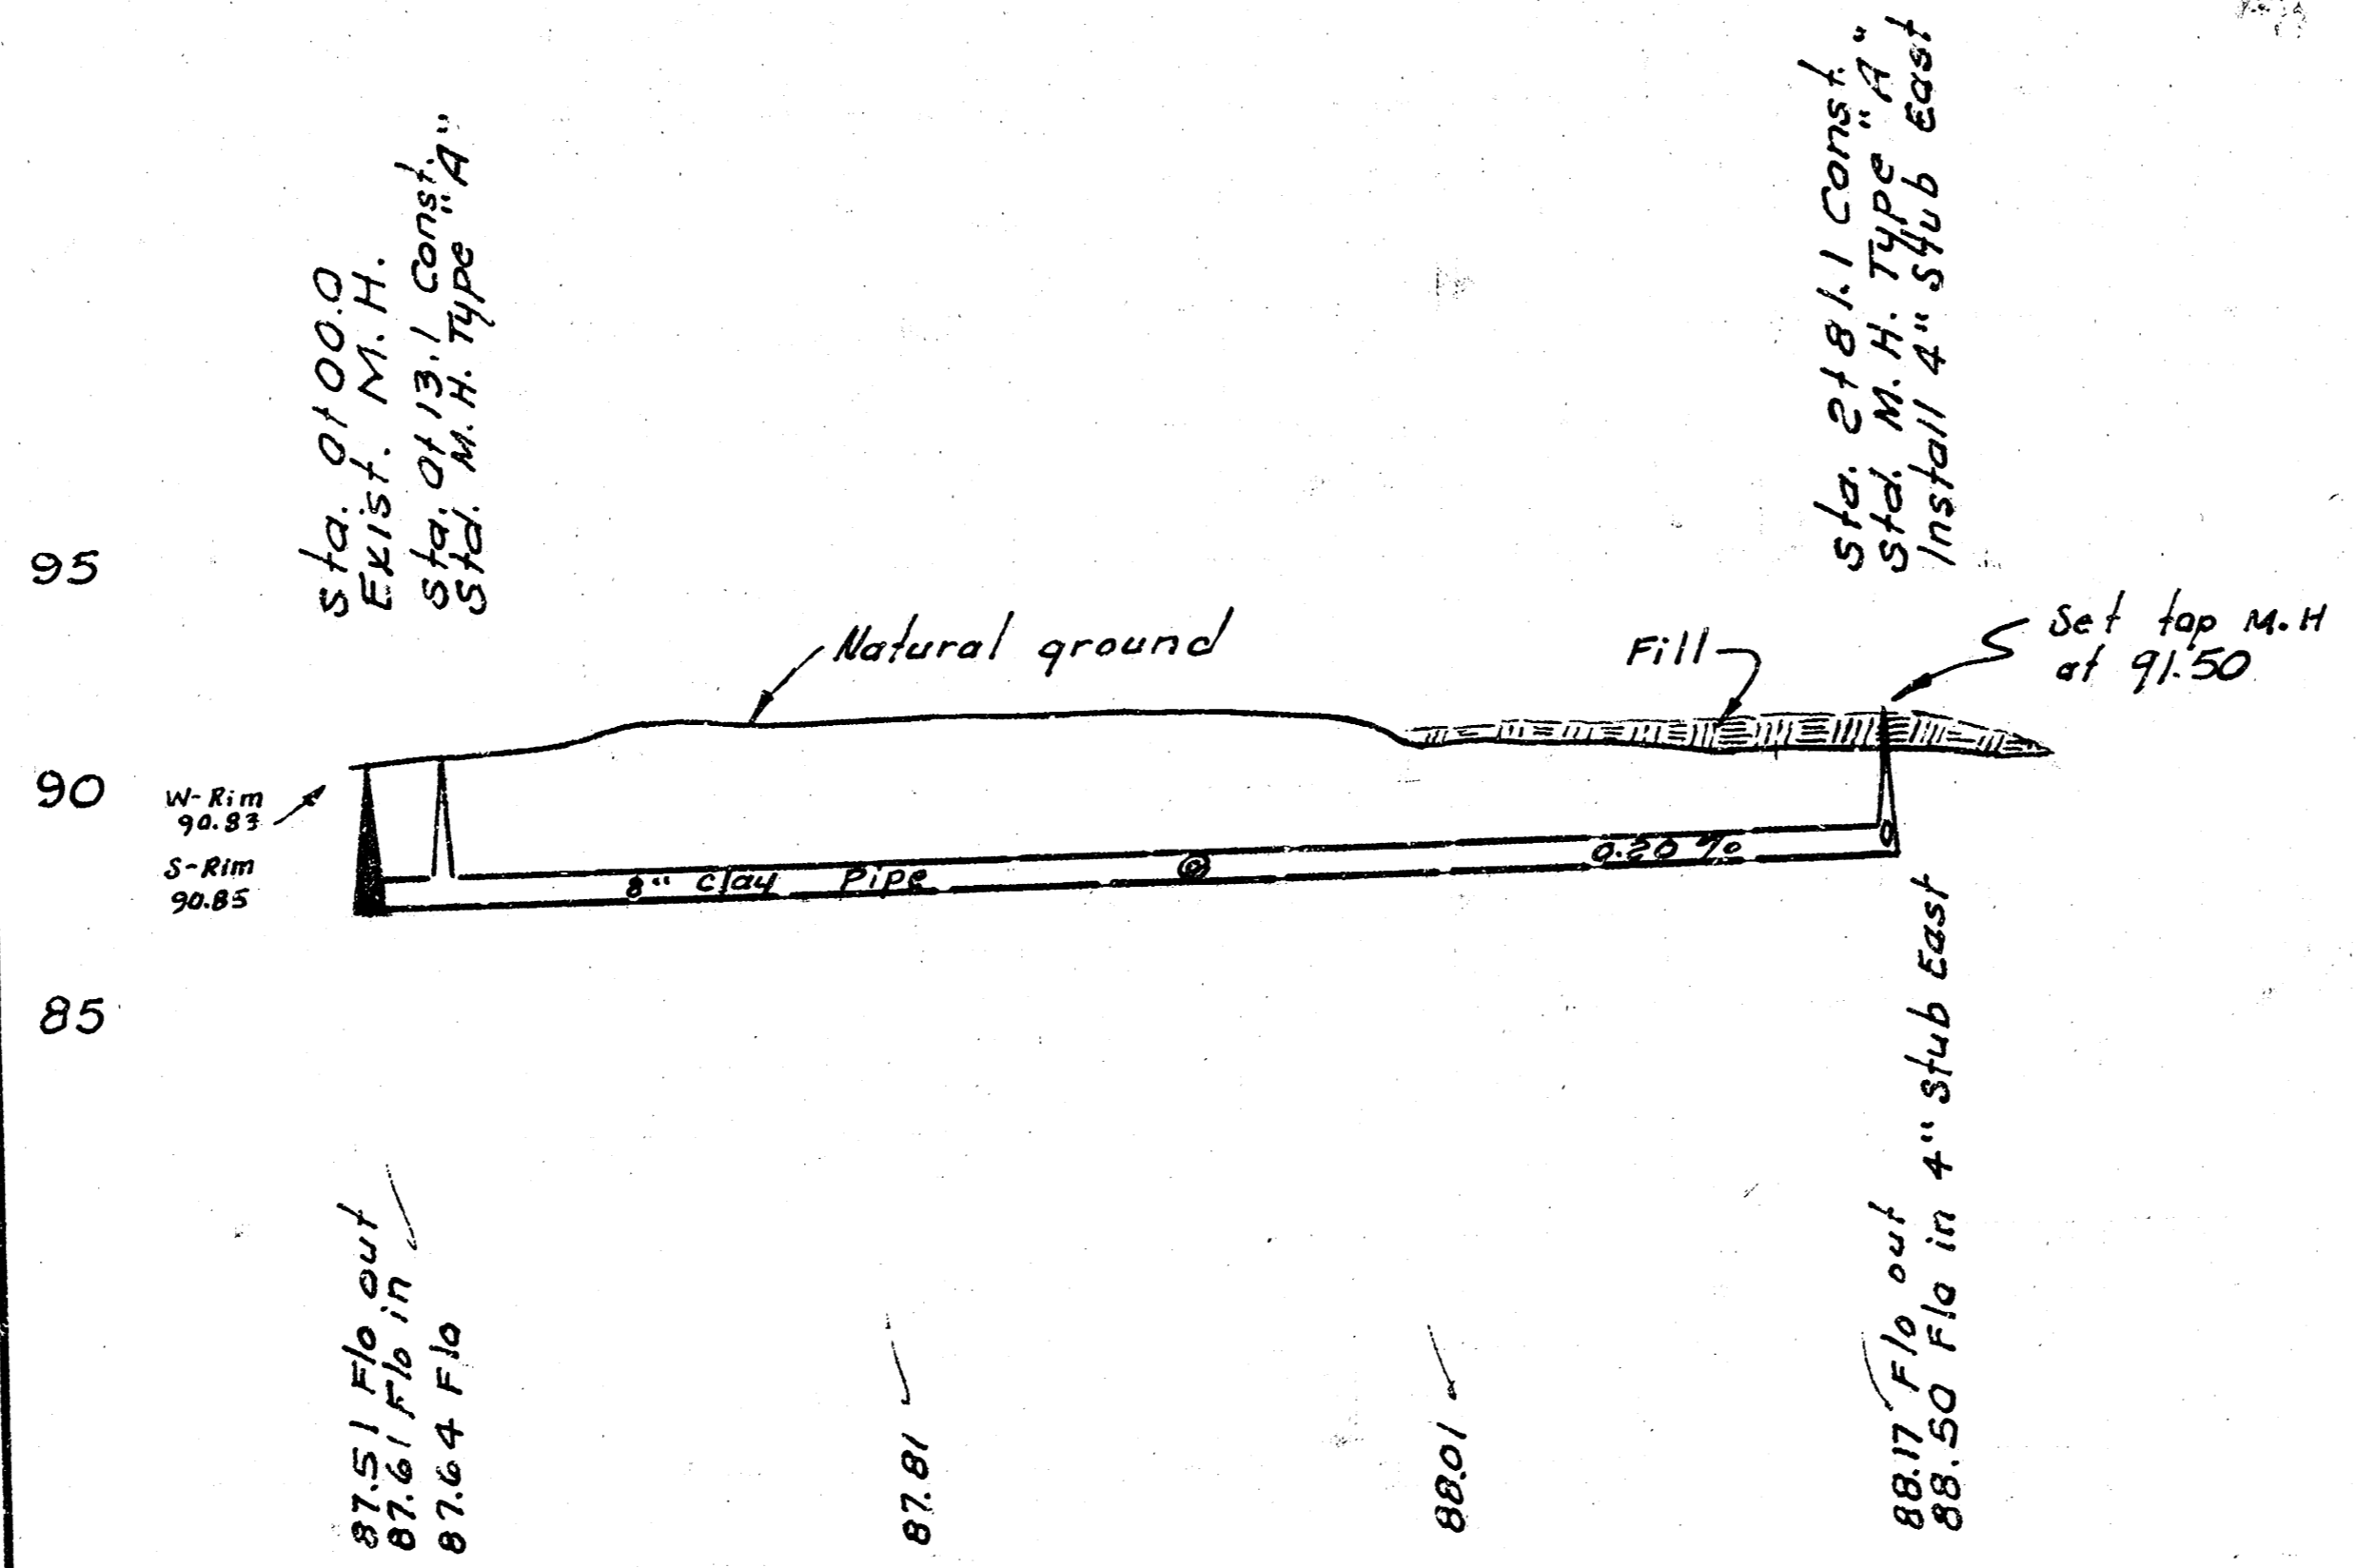 Sta. 0+00.0
Exist. M.H.
Sta. 0+13.1 Const.
Std. M.H. Type "A"
Sta. 2+81.1 Const.
Std. M.H. Type "A"
Install 4" Stub East
95
Natural ground
Fill
Set top M.H
at 91.50
90
W-Rim
90.83
S-Rim
90.85
8" clay Pipe @ 0.20 %
85
87.51 Flo out
87.61 Flo in
87.64 Flo
87.81
88.01
88.17 Flo out
88.50 Flo in 4" Stub East